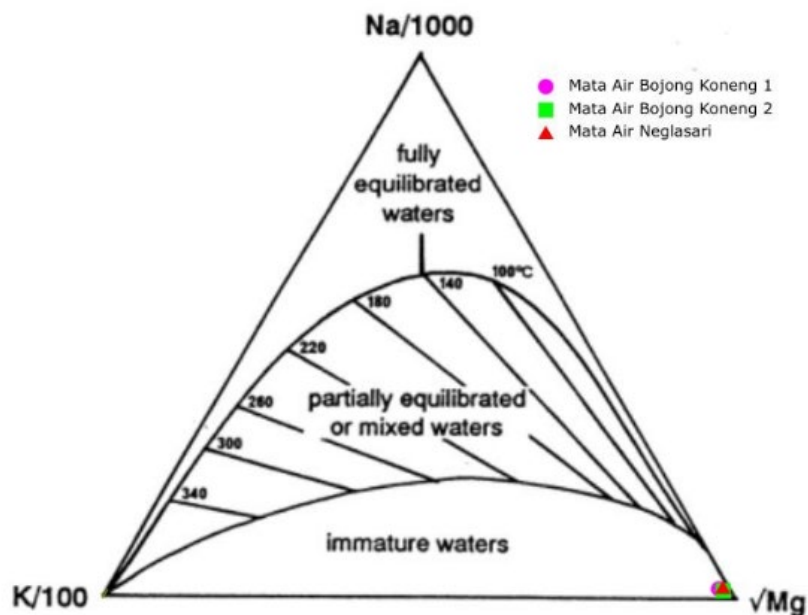 Na/1000
Mata Air Bojong Koneng 1
Mata Air Bojong Koneng 2
Mata Air Neglasari
fully
equilibrated
waters
100°C
140
180
220
260
300
340
partially equilibrated
or mixed waters
immature waters
K/100
√Mg